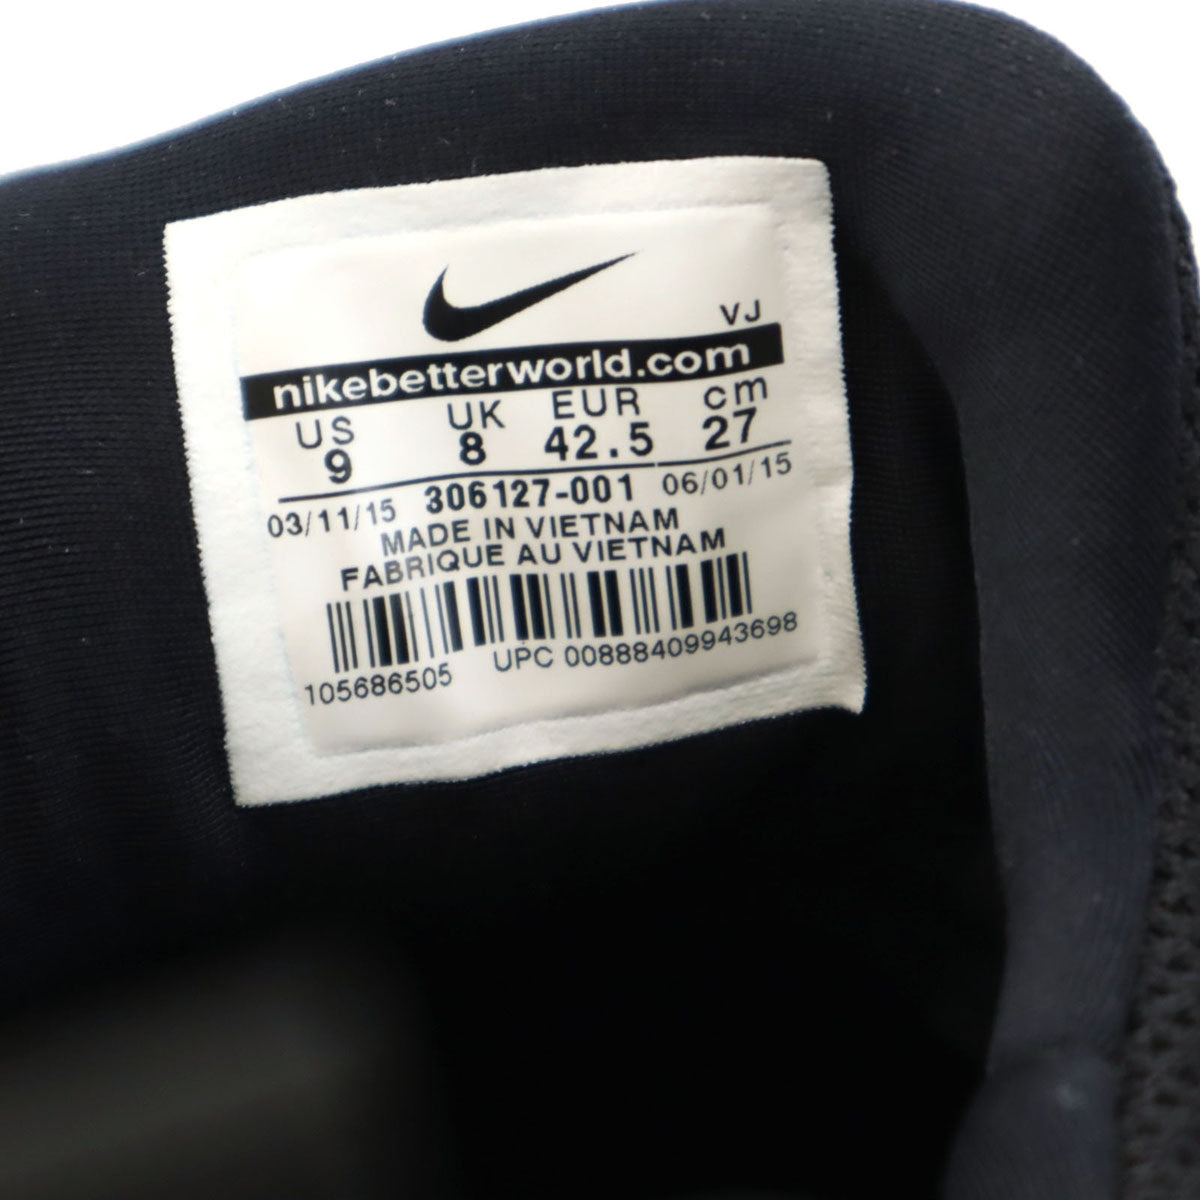 VJ
nikebetterworld.com
US UK EUR cm
9 8 42.5 27
03/11/15 306127-001 06/01/15
MADE IN VIETNAM
FABRIQUE AU VIETNAM
105686505 UPC 00888409943698